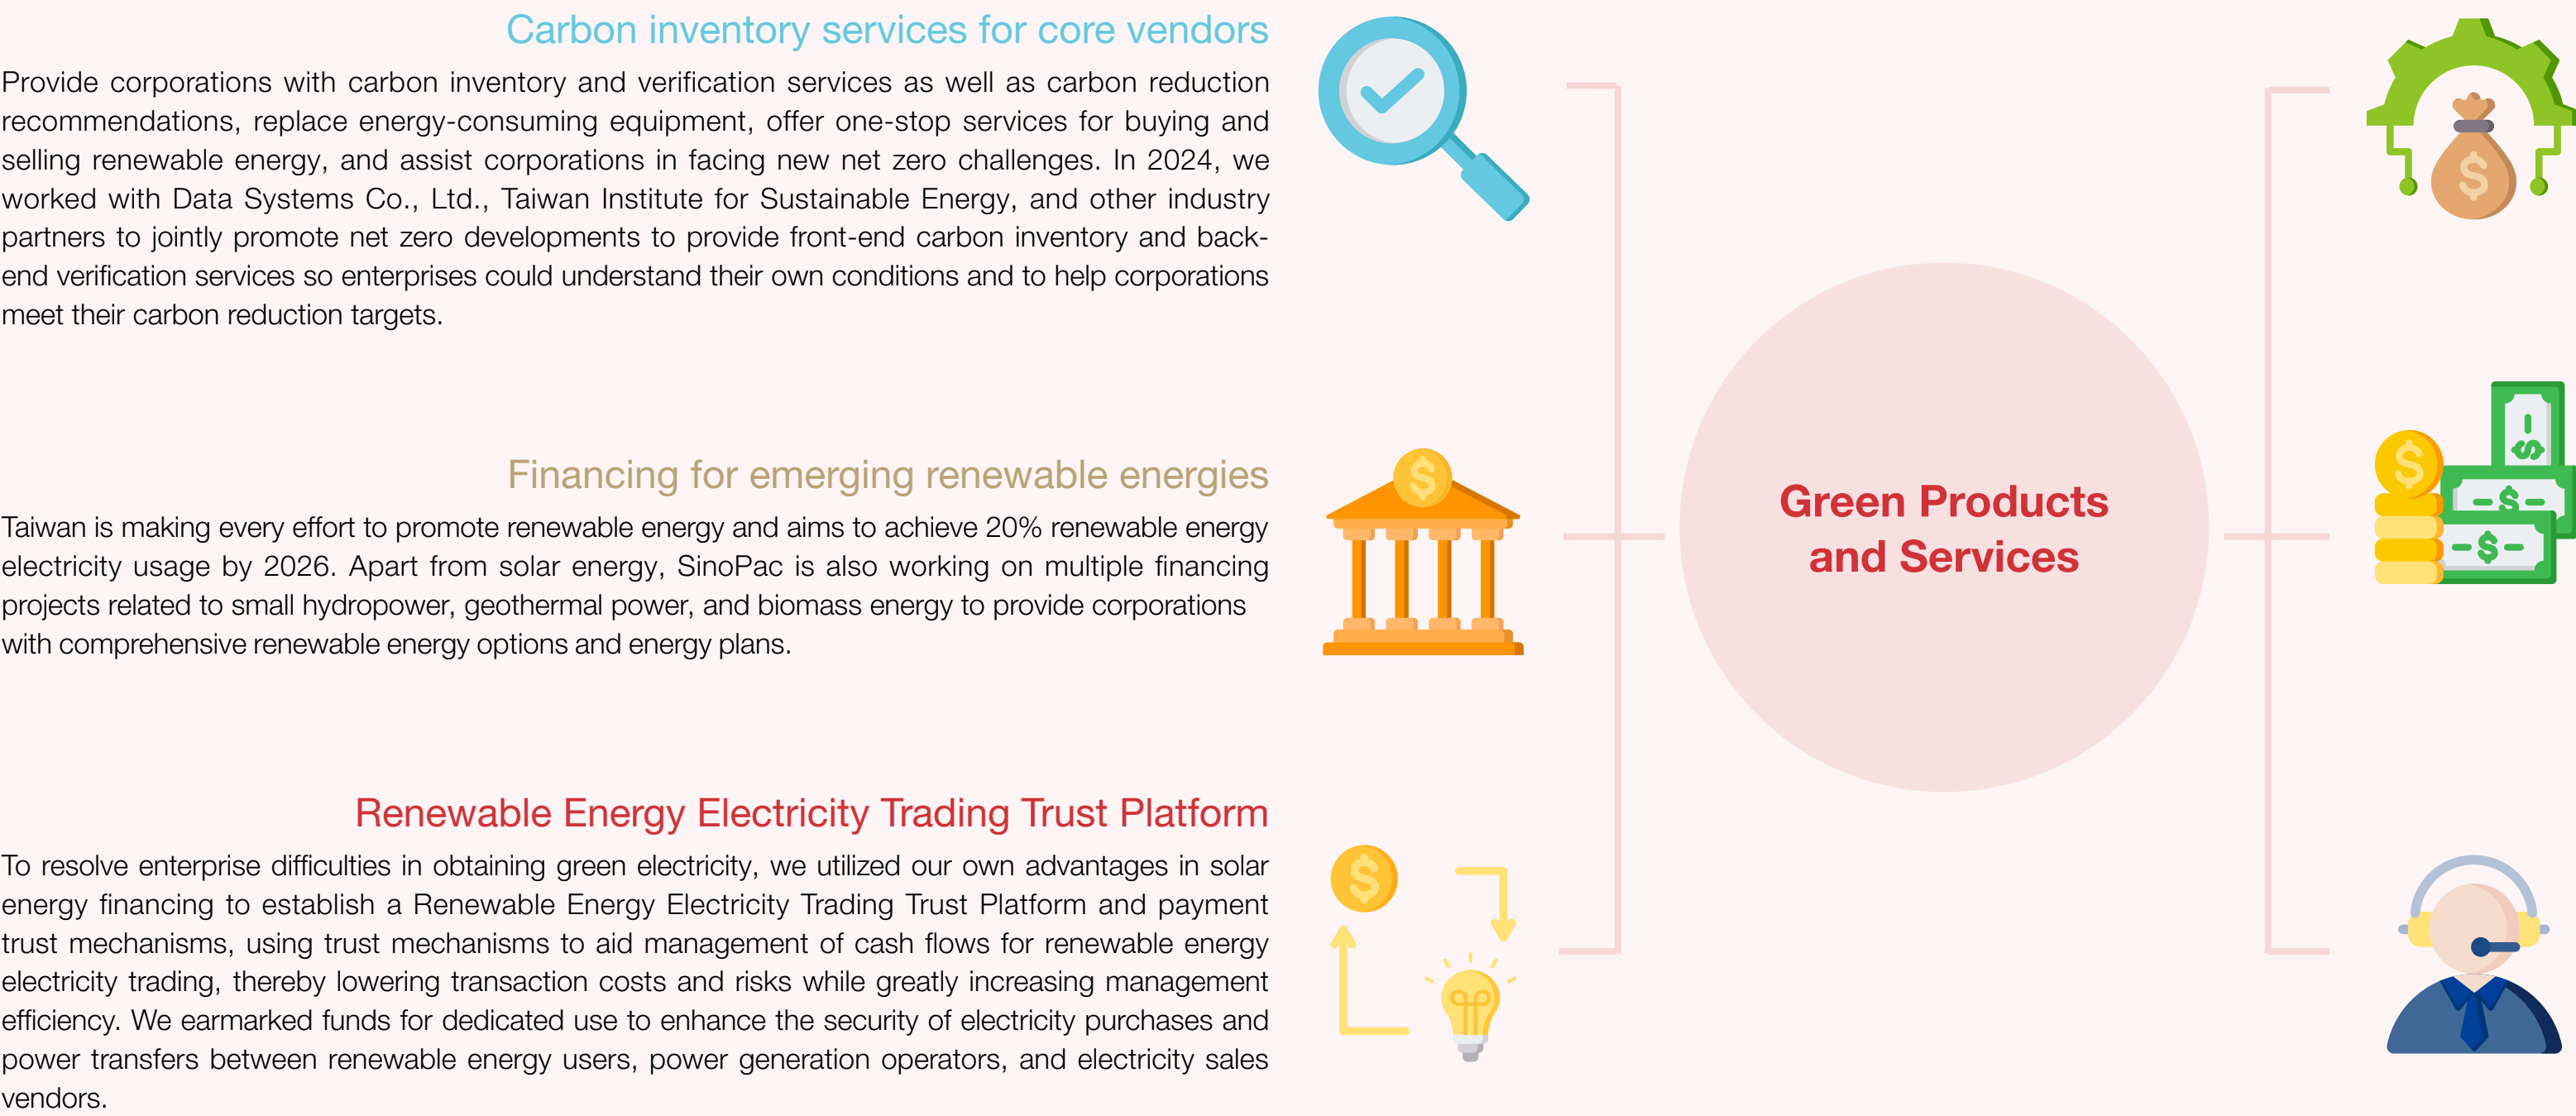 Carbon inventory services for core vendors
Provide corporations with carbon inventory and verification services as well as carbon reduction
recommendations, replace energy-consuming equipment, offer one-stop services for buying and
selling renewable energy, and assist corporations in facing new net zero challenges. In 2024, we
worked with Data Systems Co., Ltd., Taiwan Institute for Sustainable Energy, and other industry
partners to jointly promote net zero developments to provide front-end carbon inventory and back-
end verification services so enterprises could understand their own conditions and to help corporations
meet their carbon reduction targets.
Financing for emerging renewable energies
Taiwan is making every effort to promote renewable energy and aims to achieve 20% renewable energy
electricity usage by 2026. Apart from solar energy, SinoPac is also working on multiple financing
projects related to small hydropower, geothermal power, and biomass energy to provide corporations
with comprehensive renewable energy options and energy plans.
Renewable Energy Electricity Trading Trust Platform
To resolve enterprise difficulties in obtaining green electricity, we utilized our own advantages in solar
energy financing to establish a Renewable Energy Electricity Trading Trust Platform and payment
trust mechanisms, using trust mechanisms to aid management of cash flows for renewable energy
electricity trading, thereby lowering transaction costs and risks while greatly increasing management
efficiency. We earmarked funds for dedicated use to enhance the security of electricity purchases and
power transfers between renewable energy users, power generation operators, and electricity sales
vendors.
Green Products
and Services